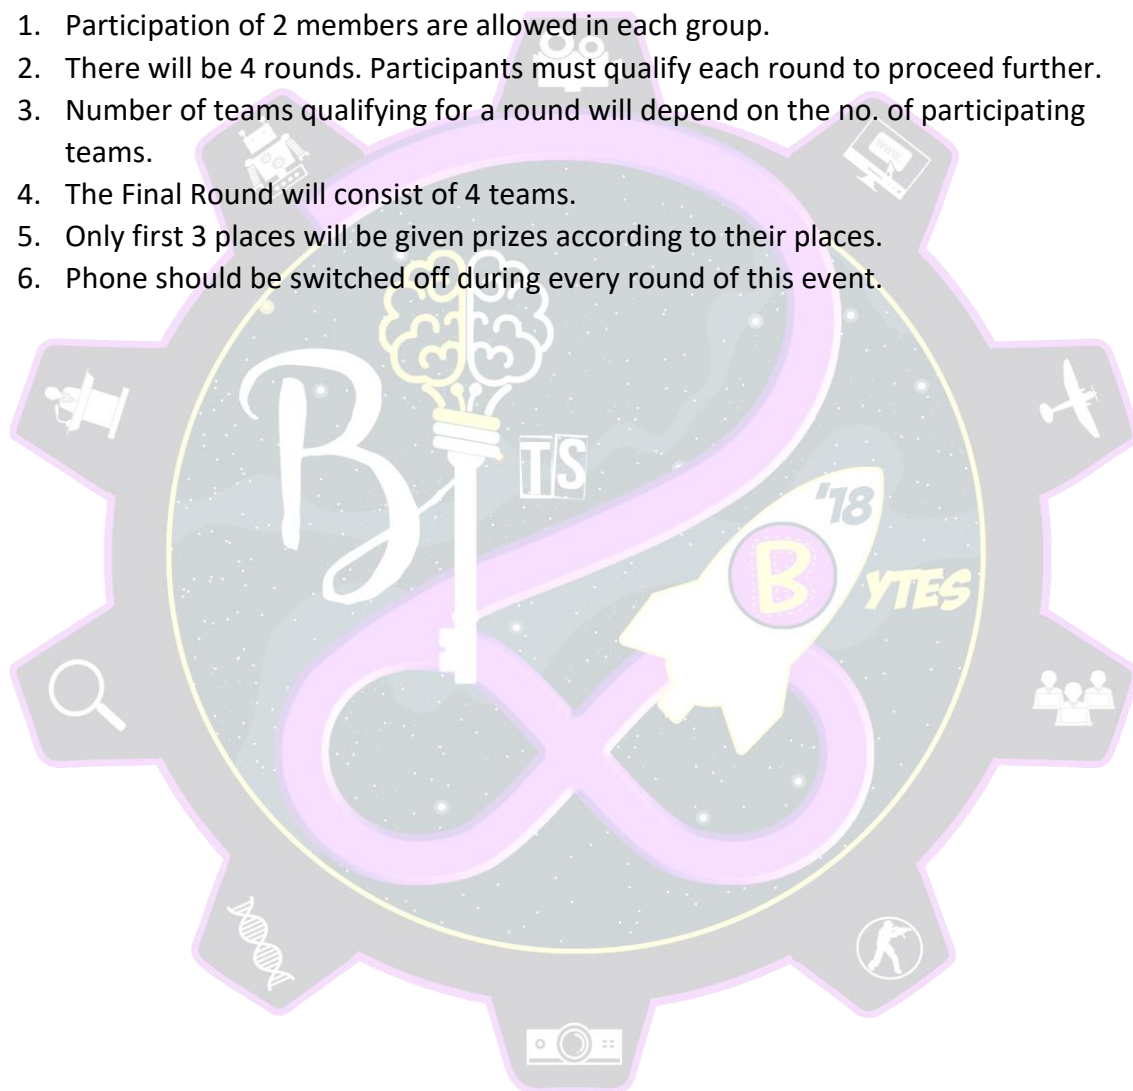 1. Participation of 2 members are allowed in each group.
2. There will be 4 rounds. Participants must qualify each round to proceed further.
3. Number of teams qualifying for a round will depend on the no. of participating
teams.
4. The Final Round will consist of 4 teams.
5. Only first 3 places will be given prizes according to their places.
6. Phone should be switched off during every round of this event.
WWW.
BITS
'18
BYTES